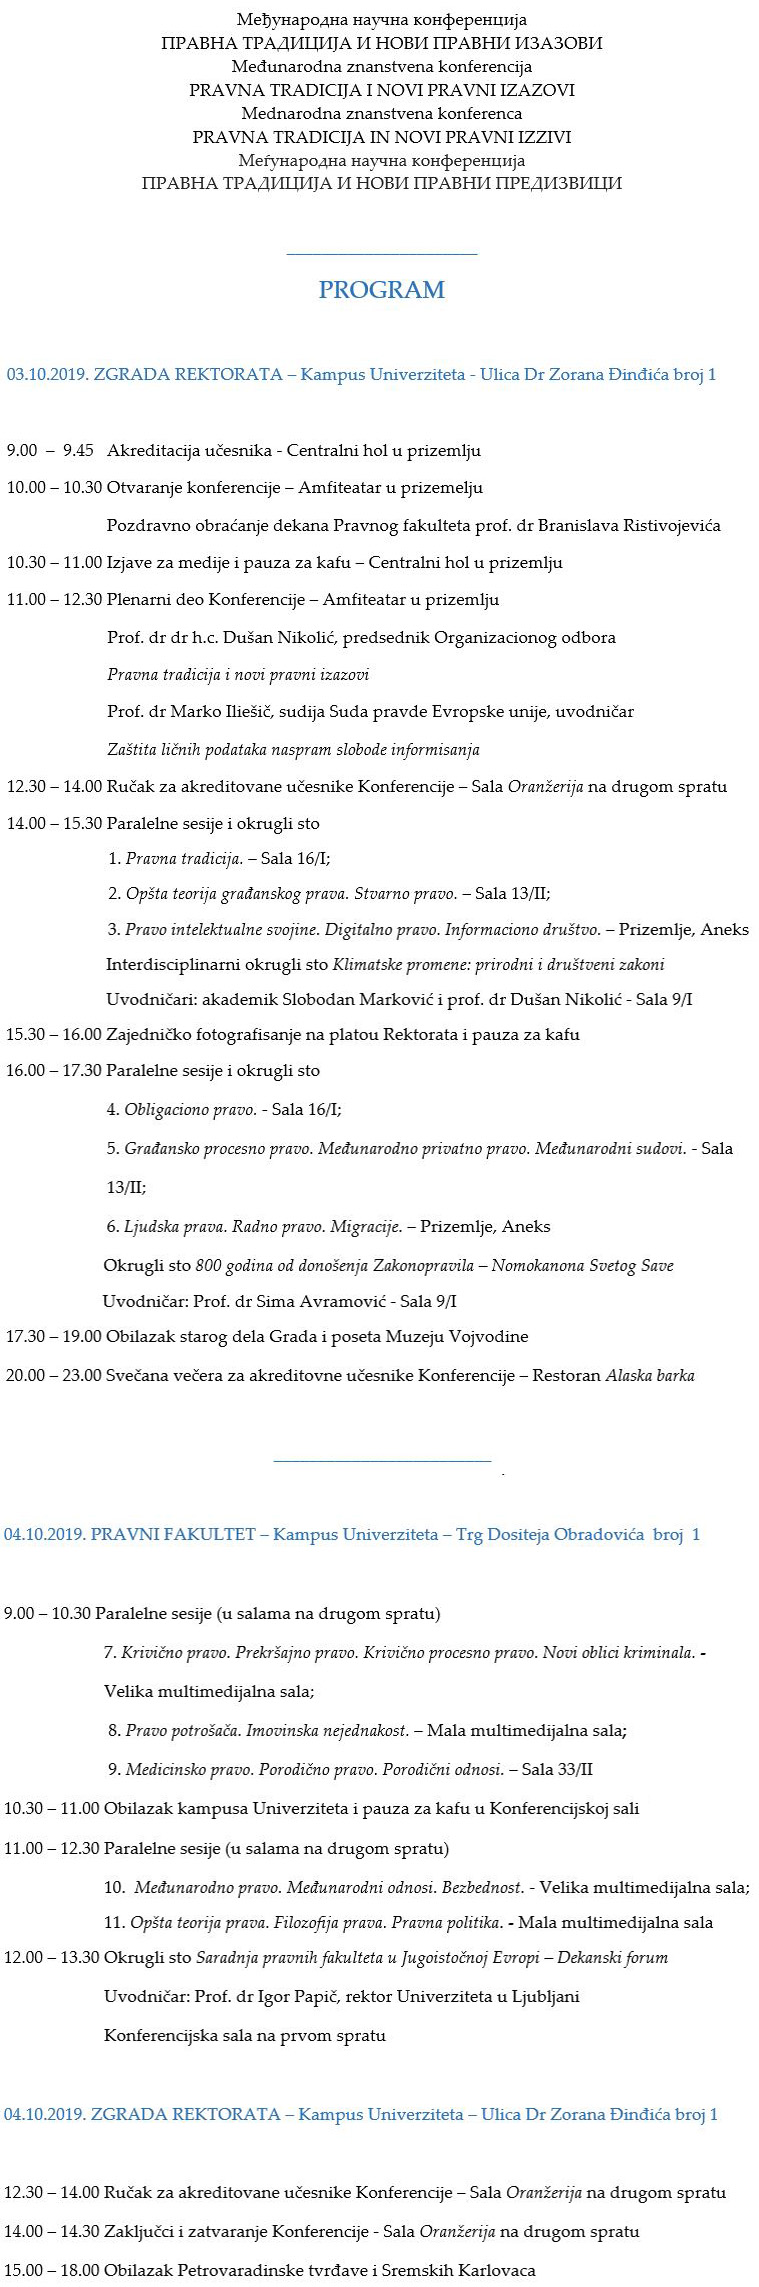 Међународна научна конференција
ПРАВНА ТРАДИЦИЈА И НОВИ ПРАВНИ ИЗАЗОВИ
Međunarodna znanstvena konferencija
PRAVNA TRADICIJA I NOVI PRAVNI IZAZOVI
Mednarodna znanstvena konferenca
PRAVNA TRADICIJA IN NOVI PRAVNI IZZIVI
Меѓународна научна конференција
ПРАВНА ТРАДИЦИЈА И НОВИ ПРАВНИ ПРЕДИЗВИЦИ
PROGRAM
03.10.2019. ZGRADA REKTORATA – Kampus Univerziteta - Ulica Dr Zorana Đinđića broj 1
9.00 – 9.45 Akreditacija učesnika - Centralni hol u prizemlju
10.00 – 10.30 Otvaranje konferencije – Amfiteatar u prizemelju
Pozdravno obraćanje dekana Pravnog fakulteta prof. dr Branislava Ristivojevića
10.30 – 11.00 Izjave za medije i pauza za kafu – Centralni hol u prizemlju
11.00 – 12.30 Plenarni deo Konferencije – Amfiteatar u prizemlju
Prof. dr dr h.c. Dušan Nikolić, predsednik Organizacionog odbora
Pravna tradicija i novi pravni izazovi
Prof. dr Marko Iliešič, sudija Suda pravde Evropske unije, uvodničar
Zaštita ličnih podataka naspram slobode informisanja
12.30 – 14.00 Ručak za akreditovane učesnike Konferencije – Sala Oranžerija na drugom spratu
14.00 – 15.30 Paralelne sesije i okrugli sto
1. Pravna tradicija. – Sala 16/I;
2. Opšta teorija građanskog prava. Stvarno pravo. – Sala 13/II;
3. Pravo intelektualne svojine. Digitalno pravo. Informaciono društvo. – Prizemlje, Aneks
Interdisciplinarni okrugli sto Klimatske promene: prirodni i društveni zakoni
Uvodničari: akademik Slobodan Marković i prof. dr Dušan Nikolić - Sala 9/I
15.30 – 16.00 Zajedničko fotografisanje na platou Rektorata i pauza za kafu
16.00 – 17.30 Paralelne sesije i okrugli sto
4. Obligaciono pravo. - Sala 16/I;
5. Građansko procesno pravo. Međunarodno privatno pravo. Međunarodni sudovi. - Sala
13/II;
6. Ljudska prava. Radno pravo. Migracije. – Prizemlje, Aneks
Okrugli sto 800 godina od donošenja Zakonopravila – Nomokanona Svetog Save
Uvodničar: Prof. dr Sima Avramović - Sala 9/I
17.30 – 19.00 Obilazak starog dela Grada i poseta Muzeju Vojvodine
20.00 – 23.00 Svečana večera za akreditovne učesnike Konferencije – Restoran Alaska barka
04.10.2019. PRAVNI FAKULTET – Kampus Univerziteta – Trg Dositeja Obradovića broj 1
9.00 – 10.30 Paralelne sesije (u salama na drugom spratu)
7. Krivično pravo. Prekršajno pravo. Krivično procesno pravo. Novi oblici kriminala. -
Velika multimedijalna sala;
8. Pravo potrošača. Imovinska nejednakost. – Mala multimedijalna sala;
9. Medicinsko pravo. Porodično pravo. Porodični odnosi. – Sala 33/II
10.30 – 11.00 Obilazak kampusa Univerziteta i pauza za kafu u Konferencijskoj sali
11.00 – 12.30 Paralelne sesije (u salama na drugom spratu)
10. Međunarodno pravo. Međunarodni odnosi. Bezbednost. - Velika multimedijalna sala;
11. Opšta teorija prava. Filozofija prava. Pravna politika. - Mala multimedijalna sala
12.00 – 13.30 Okrugli sto Saradnja pravnih fakulteta u Jugoistočnoj Evropi – Dekanski forum
Uvodničar: Prof. dr Igor Papič, rektor Univerziteta u Ljubljani
Konferencijska sala na prvom spratu
04.10.2019. ZGRADA REKTORATA – Kampus Univerziteta – Ulica Dr Zorana Đinđića broj 1
12.30 – 14.00 Ručak za akreditovane učesnike Konferencije – Sala Oranžerija na drugom spratu
14.00 – 14.30 Zaključci i zatvaranje Konferencije - Sala Oranžerija na drugom spratu
15.00 – 18.00 Obilazak Petrovaradinske tvrđave i Sremskih Karlovaca